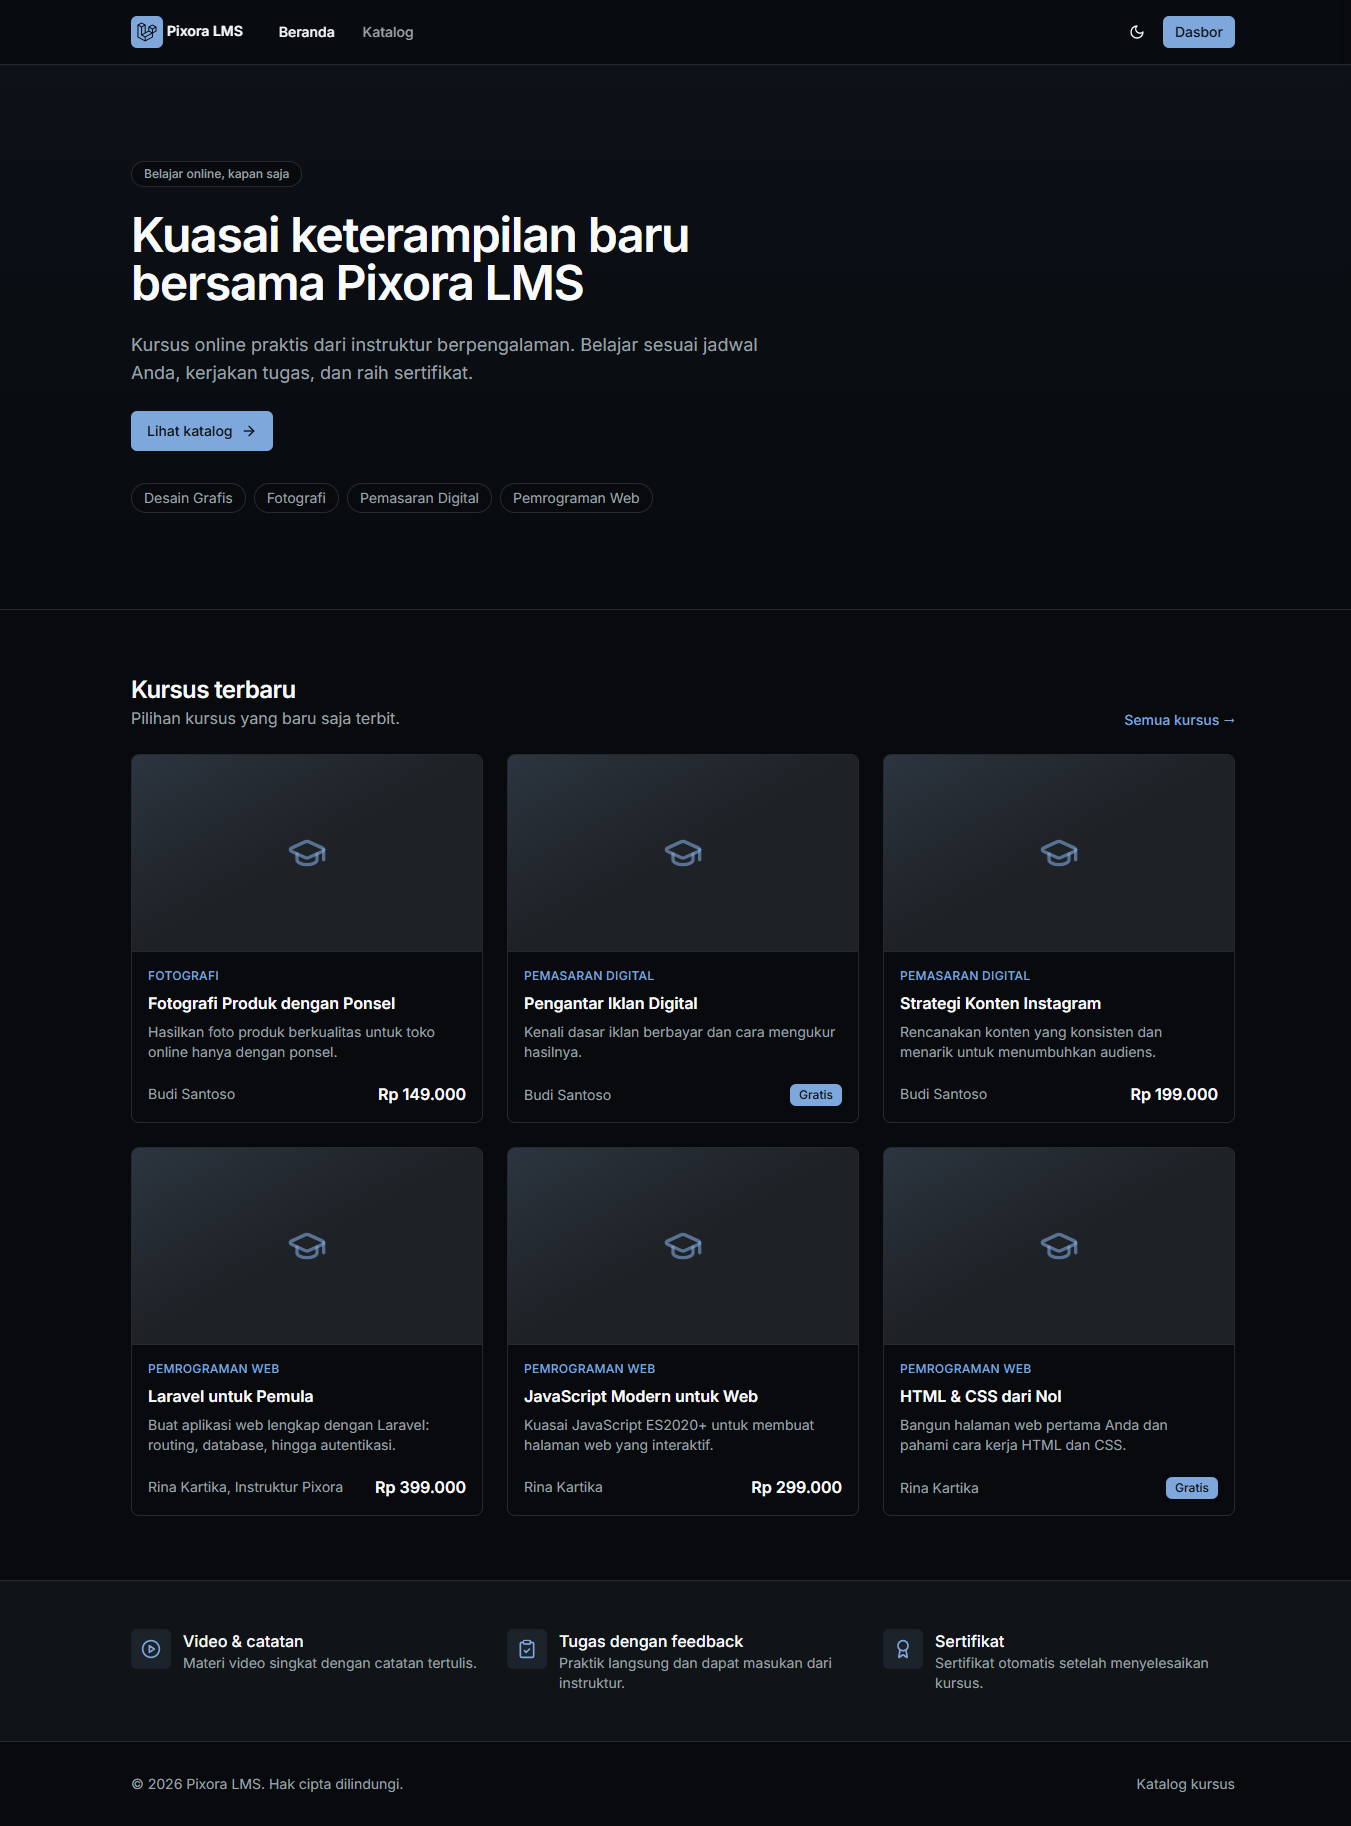 Pixora LMS
Beranda
Katalog
Dasbor
Belajar online, kapan saja
Kuasai keterampilan baru
bersama Pixora LMS
Kursus online praktis dari instruktur berpengalaman. Belajar sesuai jadwal
Anda, kerjakan tugas, dan raih sertifikat.
Lihat katalog →
Desain Grafis
Fotografi
Pemasaran Digital
Pemrograman Web
Kursus terbaru
Pilihan kursus yang baru saja terbit.
Semua kursus →
FOTOGRAFI
Fotografi Produk dengan Ponsel
Hasilkan foto produk berkualitas untuk toko
online hanya dengan ponsel.
Budi Santoso
Rp 149.000
PEMASARAN DIGITAL
Pengantar Iklan Digital
Kenali dasar iklan berbayar dan cara mengukur
hasilnya.
Budi Santoso
Gratis
PEMASARAN DIGITAL
Strategi Konten Instagram
Rencanakan konten yang konsisten dan
menarik untuk menumbuhkan audiens.
Budi Santoso
Rp 199.000
PEMROGRAMAN WEB
Laravel untuk Pemula
Buat aplikasi web lengkap dengan Laravel:
routing, database, hingga autentikasi.
Rina Kartika, Instruktur Pixora
Rp 399.000
PEMROGRAMAN WEB
JavaScript Modern untuk Web
Kuasai JavaScript ES2020+ untuk membuat
halaman web yang interaktif.
Rina Kartika
Rp 299.000
PEMROGRAMAN WEB
HTML & CSS dari Nol
Bangun halaman web pertama Anda dan
pahami cara kerja HTML dan CSS.
Rina Kartika
Gratis
Video & catatan
Materi video singkat dengan catatan tertulis.
Tugas dengan feedback
Praktik langsung dan dapat masukan dari
instruktur.
Sertifikat
Sertifikat otomatis setelah menyelesaikan
kursus.
© 2026 Pixora LMS. Hak cipta dilindungi.
Katalog kursus